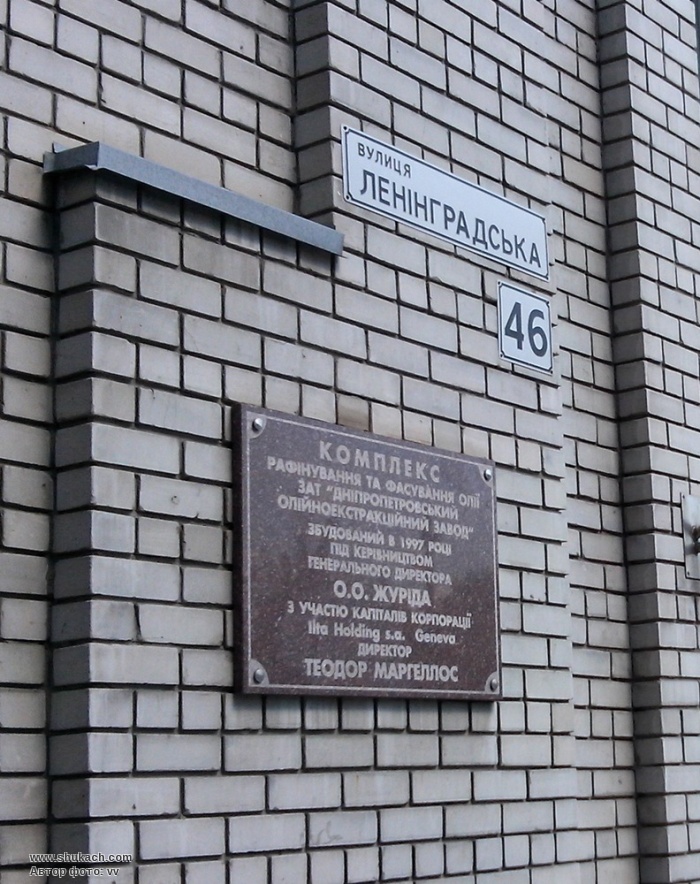 ВУЛИЦЯ
ЛЕНІНГРАДСЬКА
46
КОМПЛЕКС
РАФІНУВАННЯ ТА ФАСУВАННЯ ОЛІЇ
ЗАТ "ДНІПРОПЕТРОВСЬКИЙ
ОЛІЙНОЕКСТРАКЦІЙНИЙ ЗАВОД"
ЗБУДОВАНИЙ В 1997 РОЦІ
ПІД КЕРІВНИЦТВОМ
ГЕНЕРАЛЬНОГО ДИРЕКТОРА
О.О. ЖУРІДА
З УЧАСТЮ КАПІТАЛІВ КОРПОРАЦІЇ
Ilta Holding s.a. Geneva
ДИРЕКТОР
ТЕОДОР МАРГЕЛЛОС
www.shukach.com
Автор фото: vv